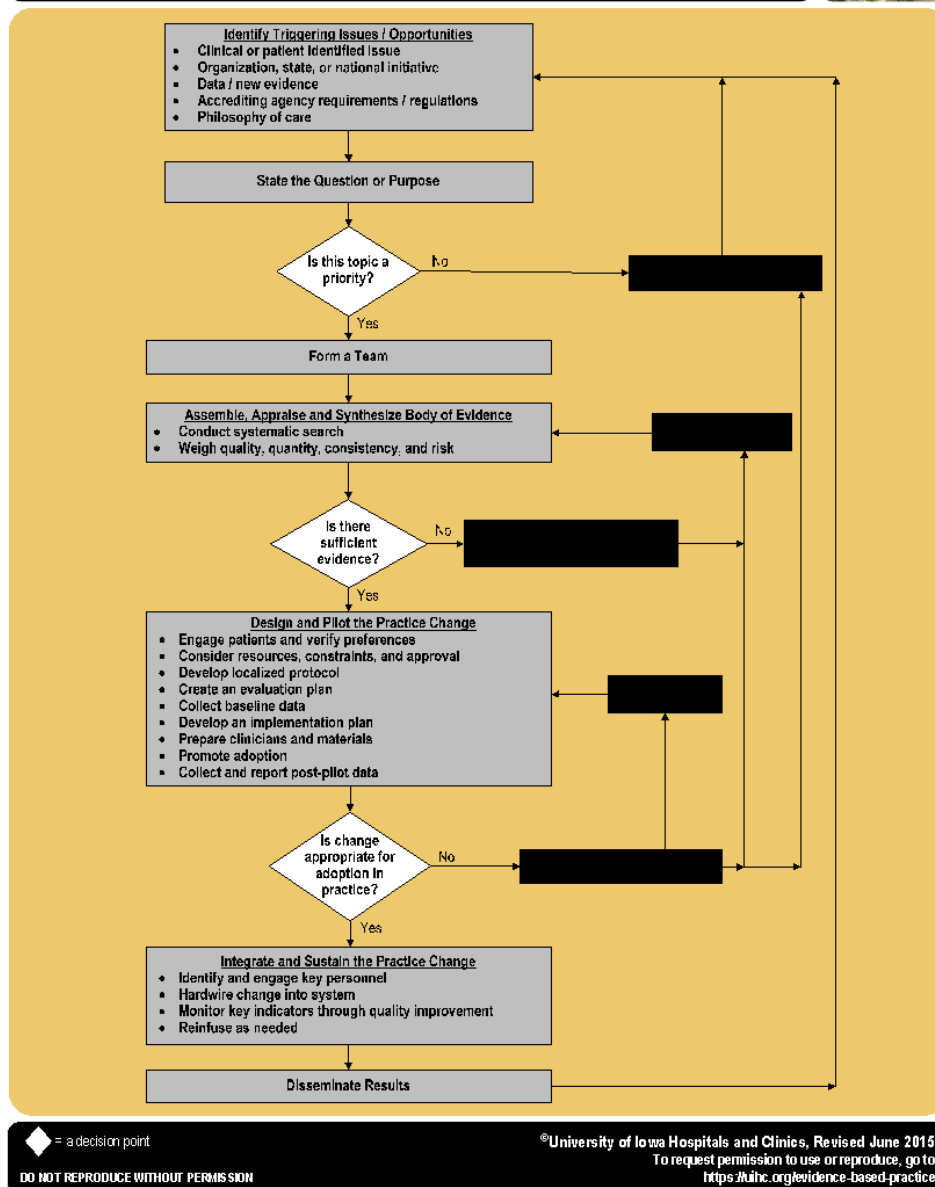 Identify Triggering Issues / Opportunities
• Clinical or patient identified issue
• Organization, state, or national initiative
• Data / new evidence
• Accrediting agency requirements / regulations
• Philosophy of care
State the Question or Purpose
Is this topic a
priority?
No
Yes
Form a Team
Assemble, Appraise and Synthesize Body of Evidence
• Conduct systematic search
• Weigh quality, quantity, consistency, and risk
Is there
sufficient
evidence?
No
Yes
Design and Pilot the Practice Change
• Engage patients and verify preferences
• Consider resources, constraints, and approval
• Develop localized protocol
• Create an evaluation plan
• Collect baseline data
• Develop an implementation plan
• Prepare clinicians and materials
• Promote adoption
• Collect and report post-pilot data
Is change
appropriate for
adoption in
practice?
No
Yes
Integrate and Sustain the Practice Change
• Identify and engage key personnel
• Hardwire change into system
• Monitor key indicators through quality improvement
• Reinfuse as needed
Disseminate Results
= a decision point
©University of Iowa Hospitals and Clinics, Revised June 2015
To request permission to use or reproduce, go to
https://uihc.org/evidence-based-practice
DO NOT REPRODUCE WITHOUT PERMISSION